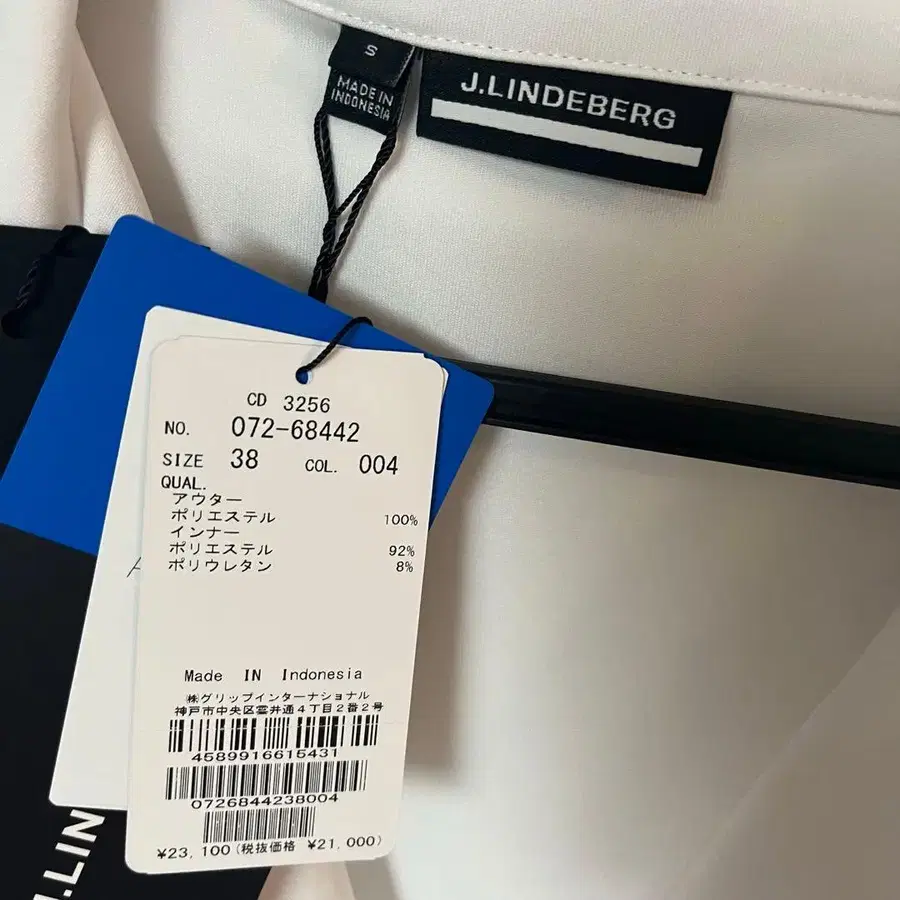 S
MADE IN
INDONESIA
J.LINDEBERG
CD 3256
NO. 072-68442
SIZE 38 COL. 004
QUAL.
アウター
ポリエステル 100%
インナー
ポリエステル 92%
ポリウレタン 8%
Made IN Indonesia
㈱グリップインターナショナル
神戸市中央区雲井通4丁目2番2号
4589916615431
0726844238004
¥23,100(税抜価格 ¥21,000)
J.LIN